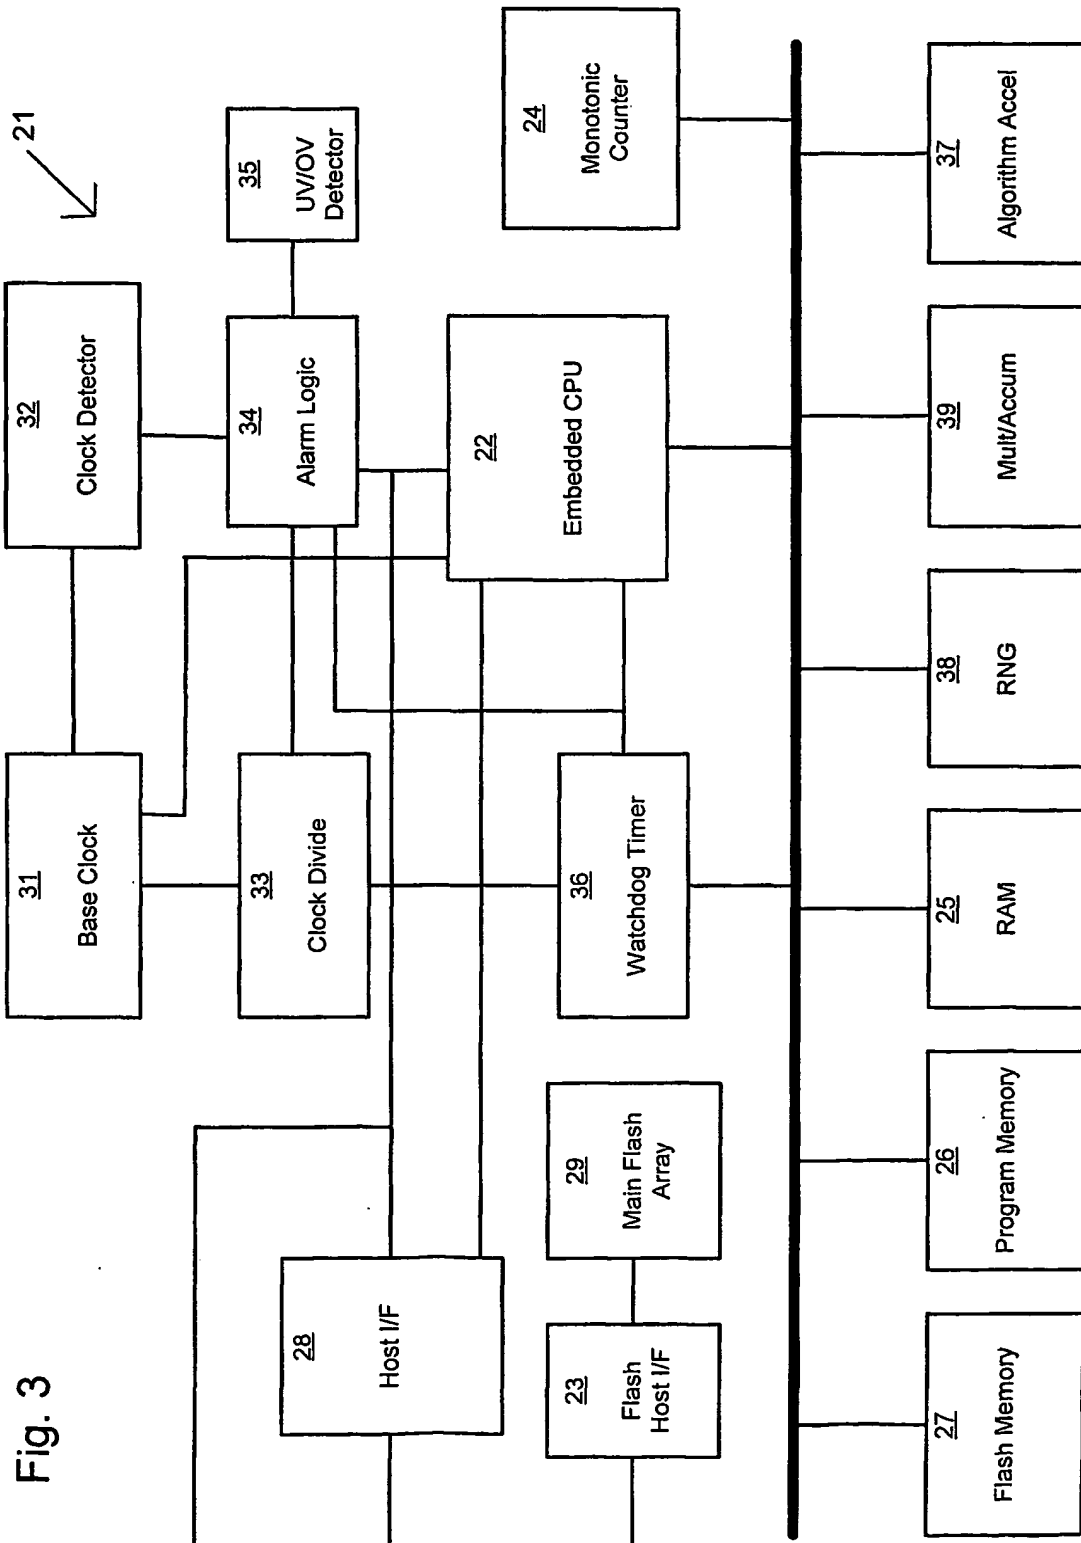 Fig. 3
21
31
Base Clock
32
Clock Detector
33
Clock Divide
34
Alarm Logic
35
UV/OV
Detector
28
Host I/F
22
Embedded CPU
24
Monotonic
Counter
23
Flash
Host I/F
29
Main Flash
Array
36
Watchdog Timer
27
Flash Memory
26
Program Memory
25
RAM
38
RNG
39
Mult/Accum
37
Algorithm Accel